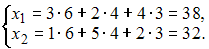 x₁ = 3·6 + 2·4 + 4·3 = 38,
x₂ = 1·6 + 5·4 + 2·3 = 32.